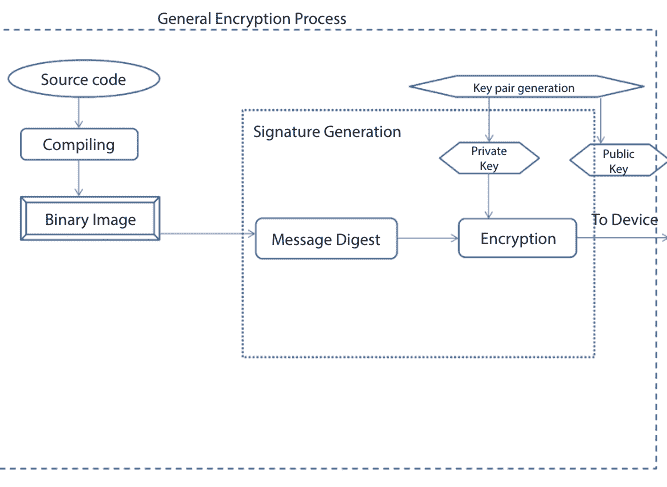 General Encryption Process
Source code
Key pair generation
Signature Generation
Compiling
Private
Key
Public
Key
Binary Image
To Device
Message Digest
Encryption